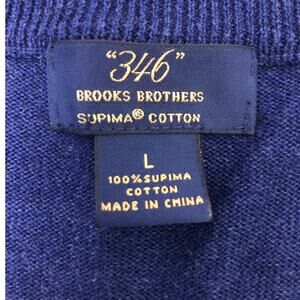 "346"
BROOKS BROTHERS
SUPIMA® COTTON
L
100% SUPIMA
COTTON
MADE IN CHINA